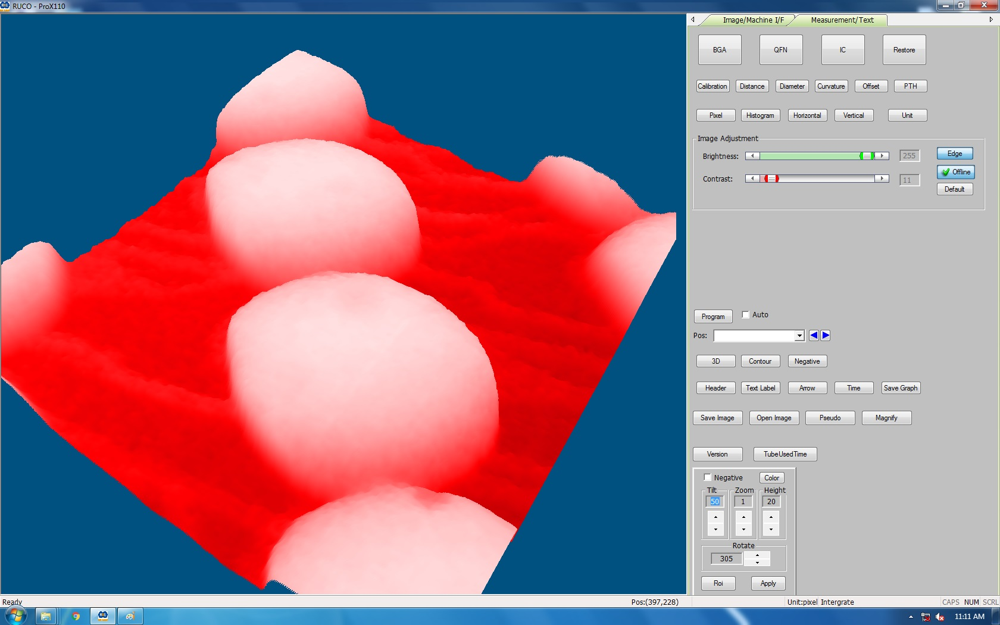 RUCO - ProX110
Image/Machine I/F
Measurement/Text
BGA
QFN
IC
Restore
Calibration
Distance
Diameter
Curvature
Offset
PTH
Pixel
Histogram
Horizontal
Vertical
Unit
Image Adjustment
Brightness:
255
Edge
Contrast:
11
Offline
Default
Program
Auto
Pos:
3D
Contour
Negative
Header
Text Label
Arrow
Time
Save Graph
Save Image
Open Image
Pseudo
Magnify
Version
TubeUsedTime
Negative
Color
Tilt
Zoom
Height
50
1
20
Rotate
305
Roi
Apply
Ready
Pos:(397,228)
Unit:pixel
Intergrate
CAPS
NUM
SCRL
11:11 AM